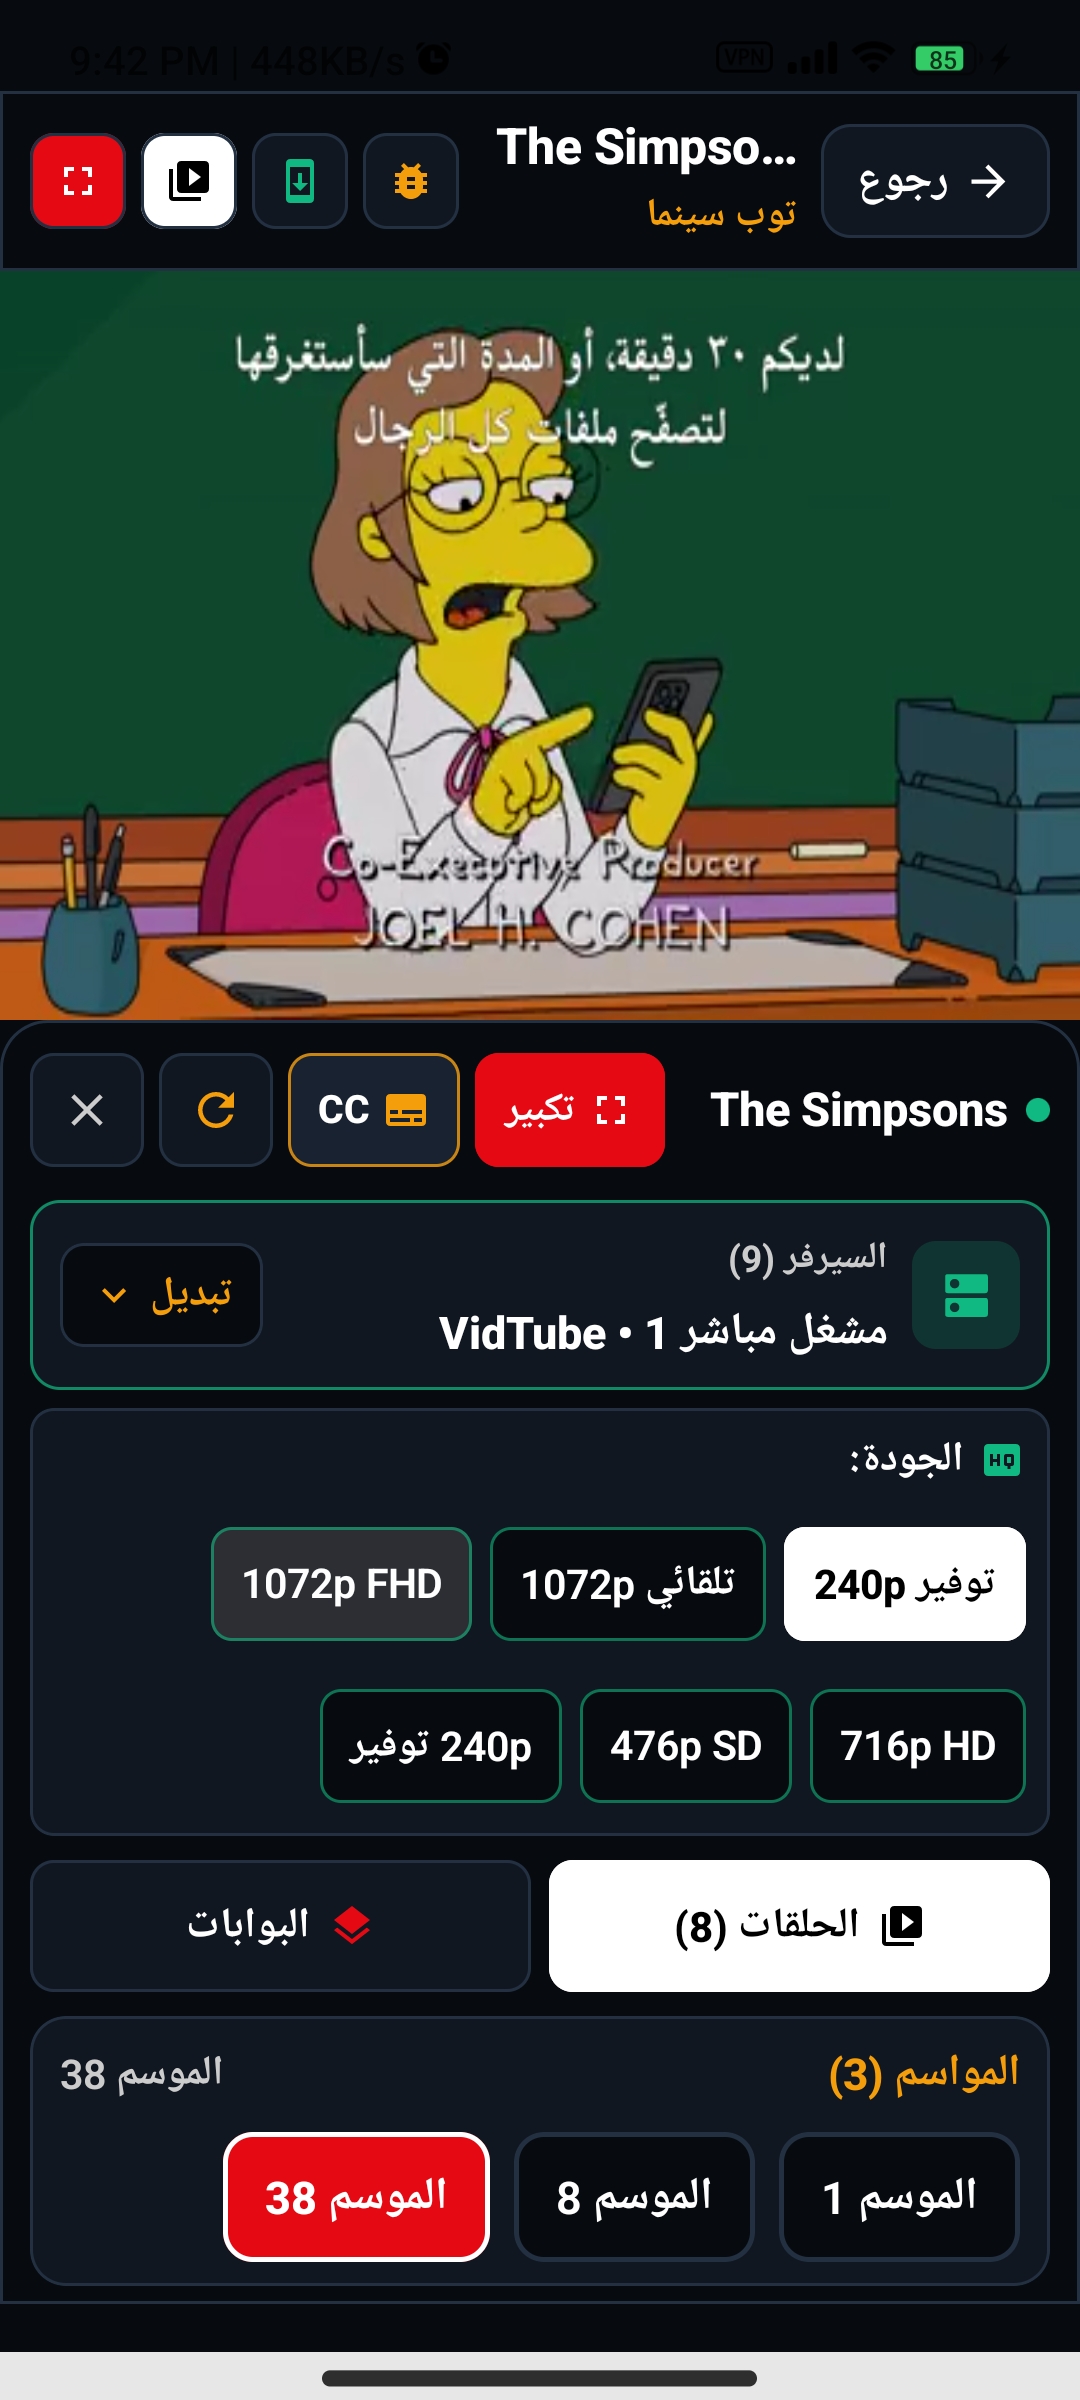 9:42 PM | 448KB/s
VPN
85
رجوع
The Simpso...
توب سينما
لديكم ٣٠ دقيقة، أو المدة التي سأستغرقها
لتصفّح ملفات كل الرجال
Co-Executive Producer
JOEL H. COHEN
The Simpsons
تكبير
CC
السيرفر (9)
مشغل مباشر 1 • VidTube
تبديل
HQ الجودة:
توفير 240p
تلقائي 1072p
1072p FHD
716p HD
476p SD
240p توفير
الحلقات (8)
البوابات
المواسم (3)
الموسم 38
الموسم 1
الموسم 8
الموسم 38